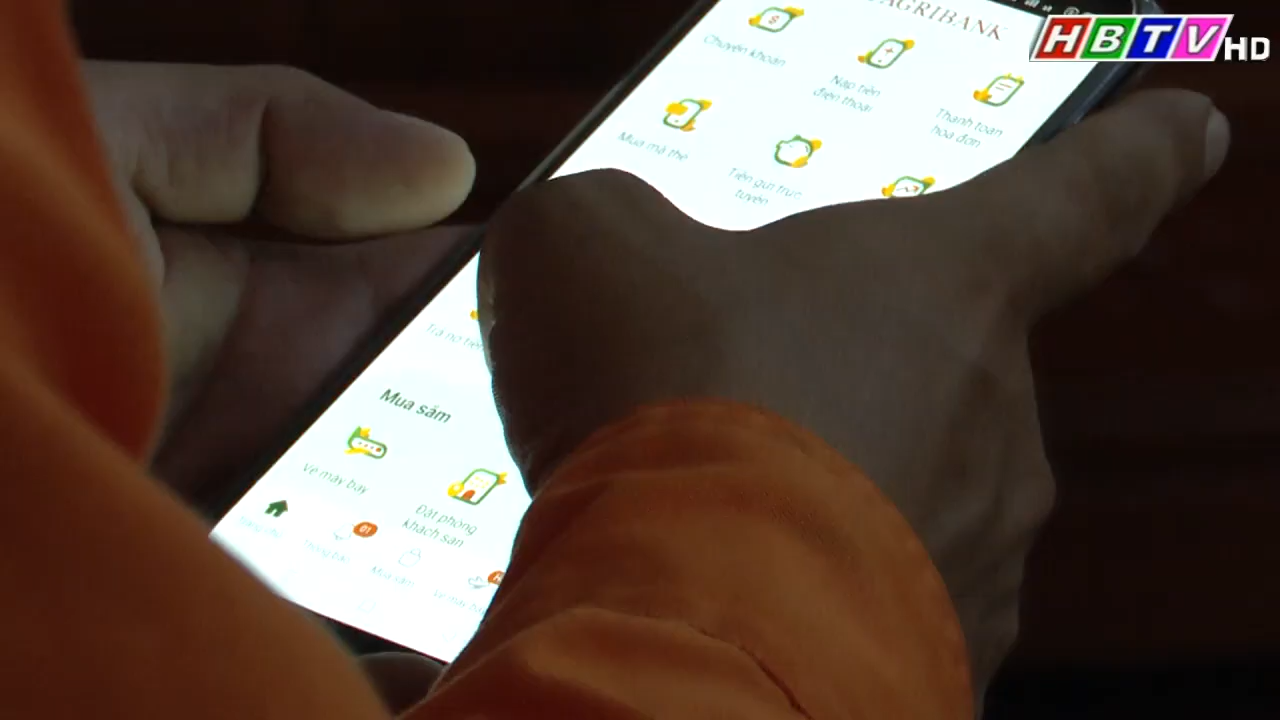 AGRIBANK
HBTV HD
Chuyển khoản
Nạp tiền
điện thoại
Thanh toán
hóa đơn
Mua mã thẻ
Tiền gửi trực
tuyến
Mua sắm
Vé máy bay
Đặt phòng
khách sạn
01